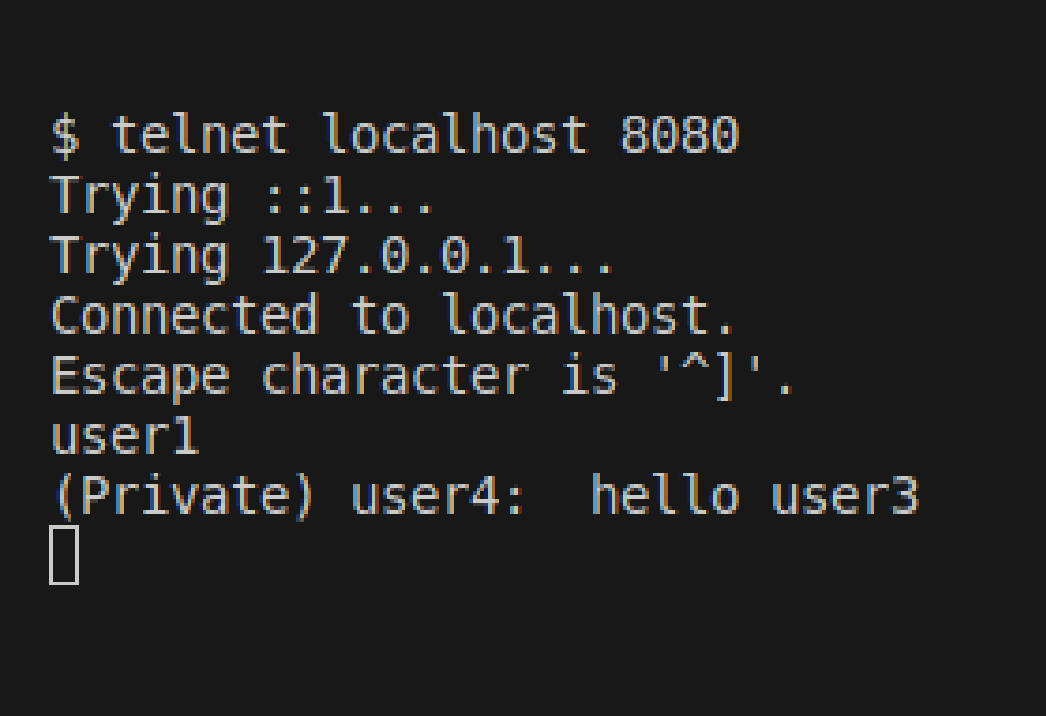 $ telnet localhost 8080
Trying ::1...
Trying 127.0.0.1...
Connected to localhost.
Escape character is '^]'.
user1
(Private) user4:  hello user3